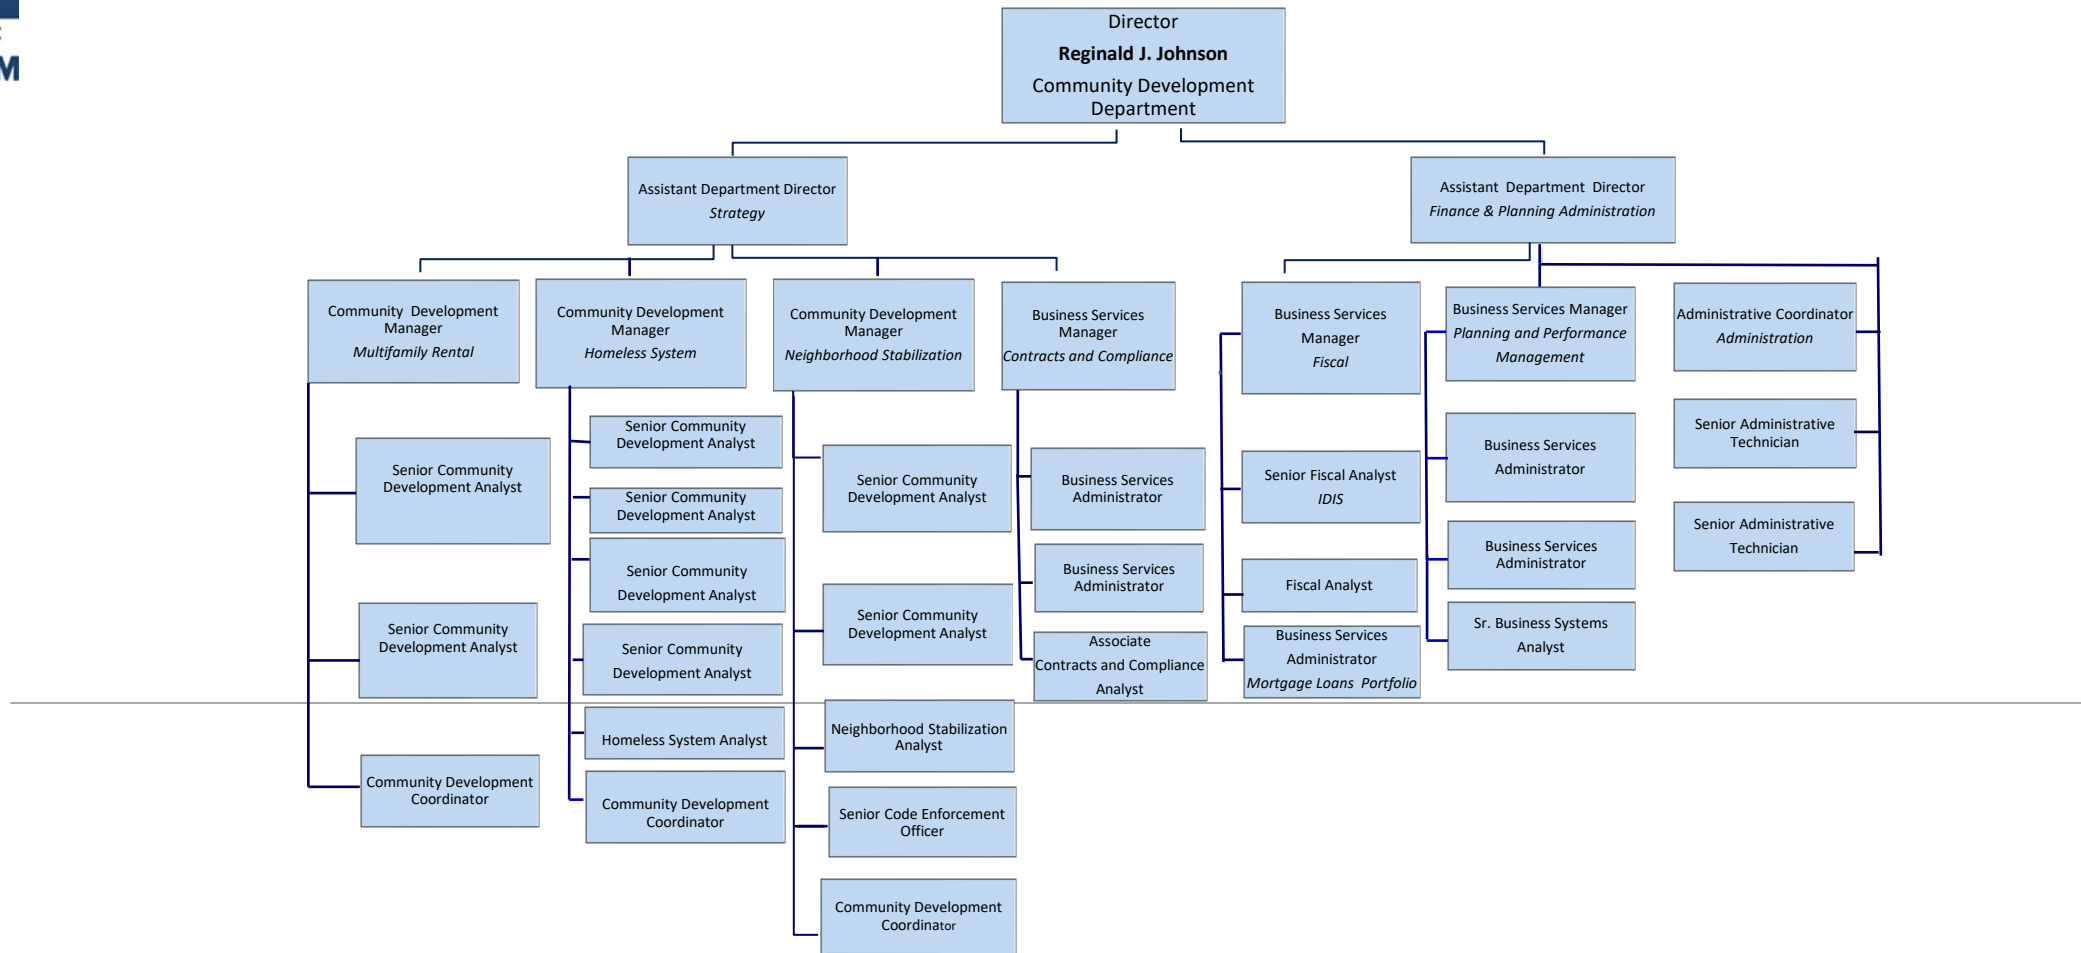 M
Director
Reginald J. Johnson
Community Development
Department
Assistant Department Director
Strategy
Assistant Department Director
Finance & Planning Administration
Community Development
Manager
Multifamily Rental
Community Development
Manager
Homeless System
Community Development
Manager
Neighborhood Stabilization
Business Services
Manager
Contracts and Compliance
Business Services
Manager
Fiscal
Business Services Manager
Planning and Performance
Management
Administrative Coordinator
Administration
Senior Community
Development Analyst
Senior Community
Development Analyst
Community Development
Coordinator
Senior Community
Development Analyst
Senior Community
Development Analyst
Senior Community
Development Analyst
Senior Community
Development Analyst
Homeless System Analyst
Community Development
Coordinator
Senior Community
Development Analyst
Senior Community
Development Analyst
Neighborhood Stabilization
Analyst
Senior Code Enforcement
Officer
Community Development
Coordinator
Business Services
Administrator
Business Services
Administrator
Associate
Contracts and Compliance
Analyst
Senior Fiscal Analyst
IDIS
Fiscal Analyst
Business Services
Administrator
Mortgage Loans Portfolio
Business Services
Administrator
Business Services
Administrator
Sr. Business Systems
Analyst
Senior Administrative
Technician
Senior Administrative
Technician